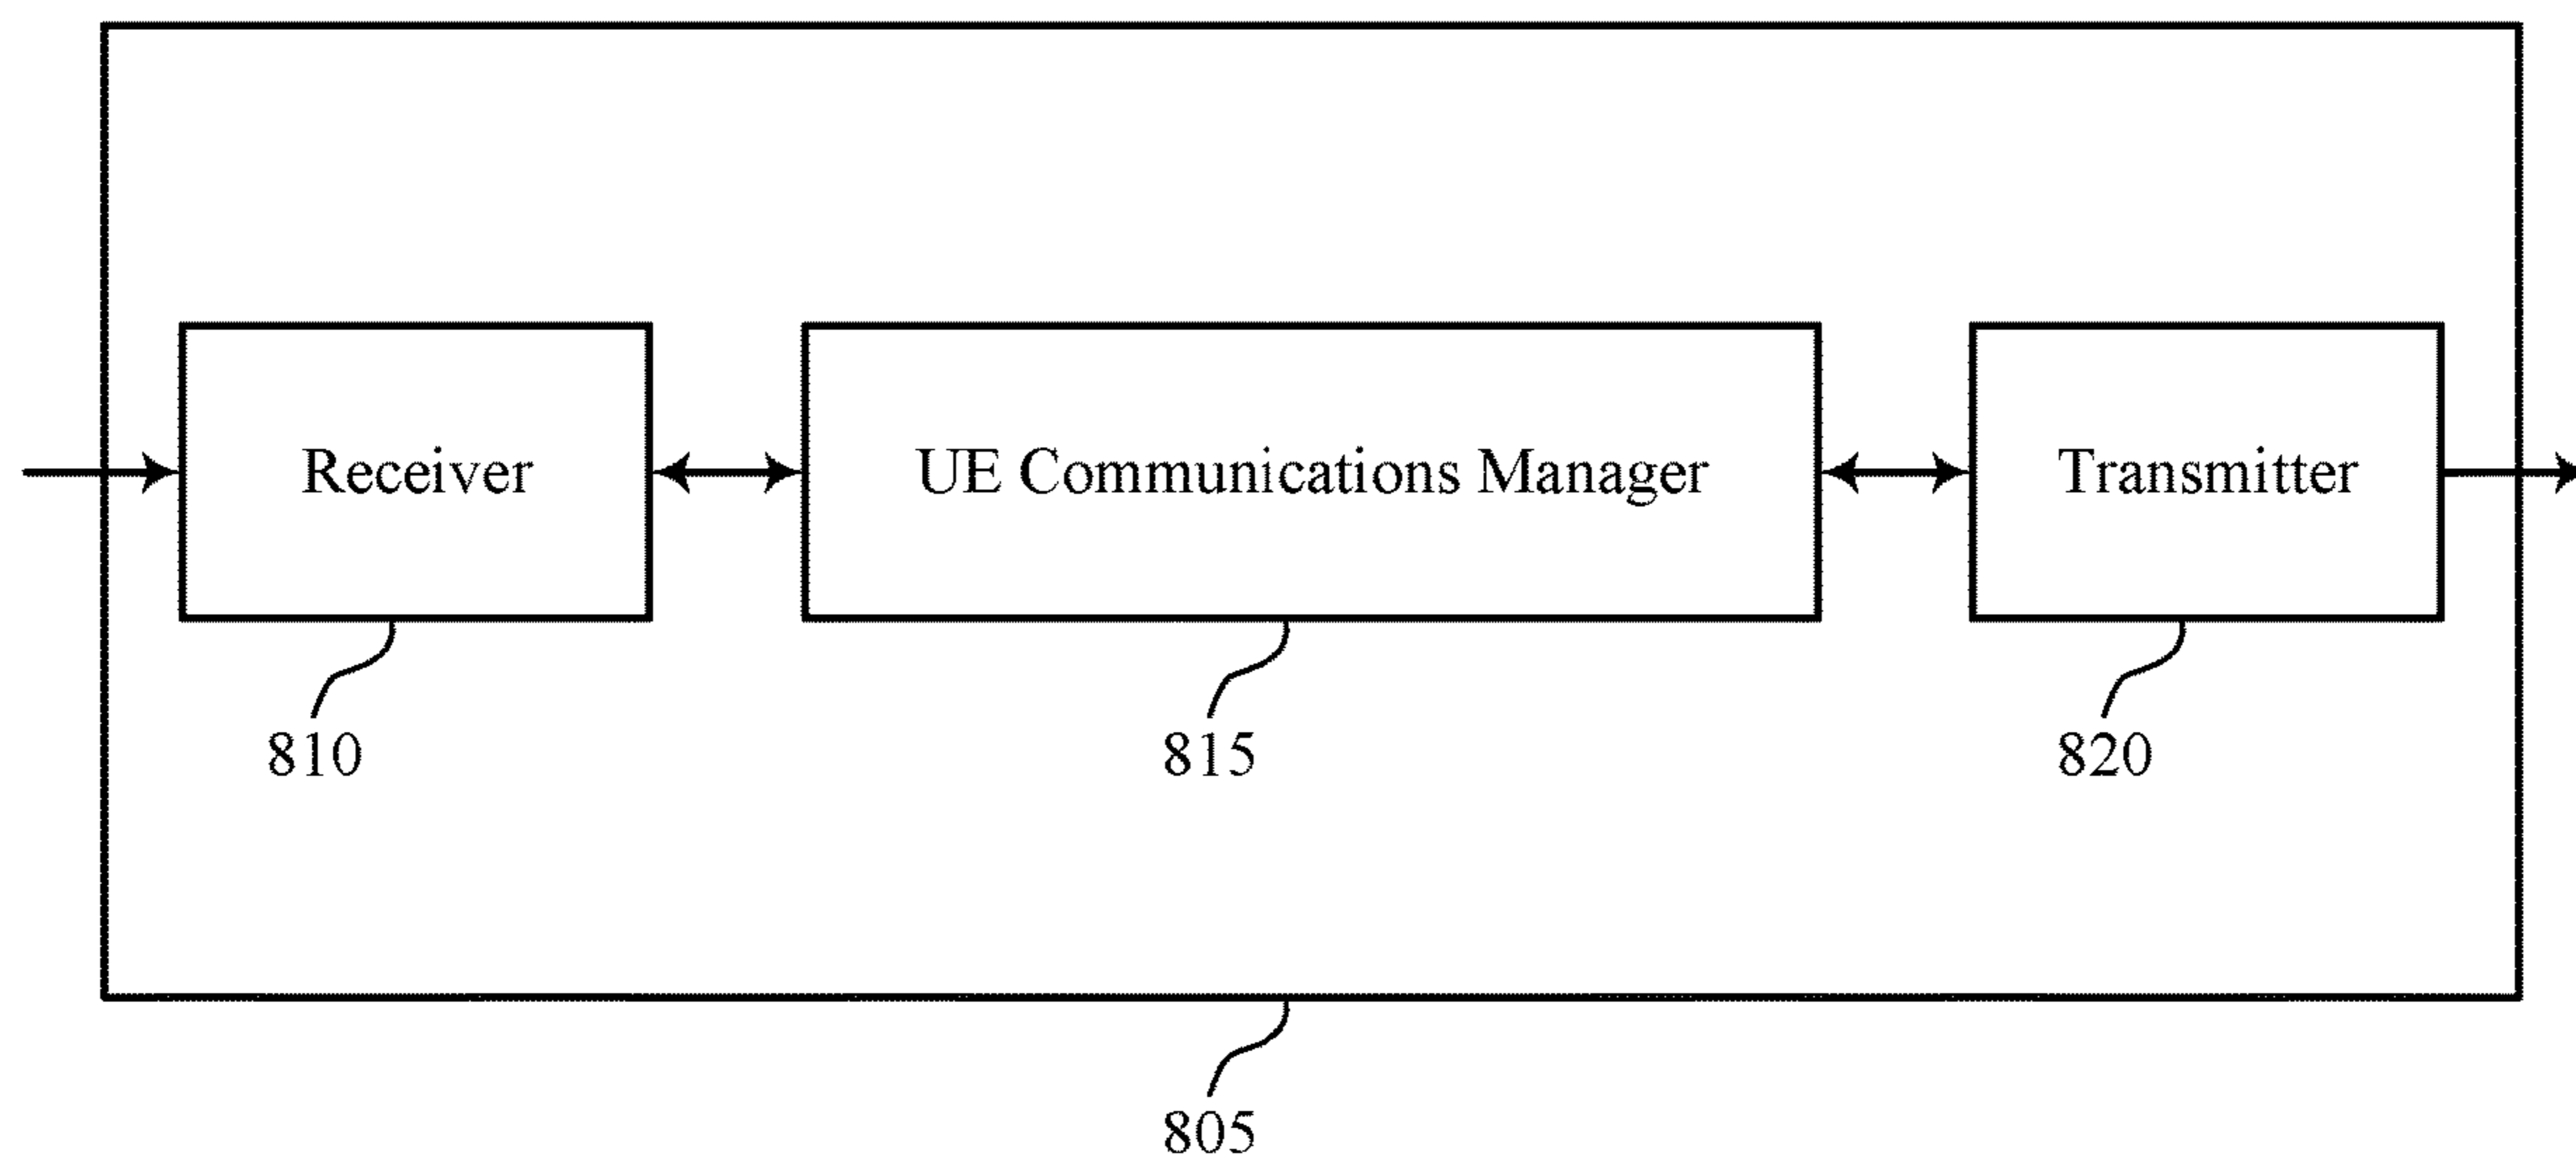 Receiver
UE Communications Manager
Transmitter
810
815
820
805